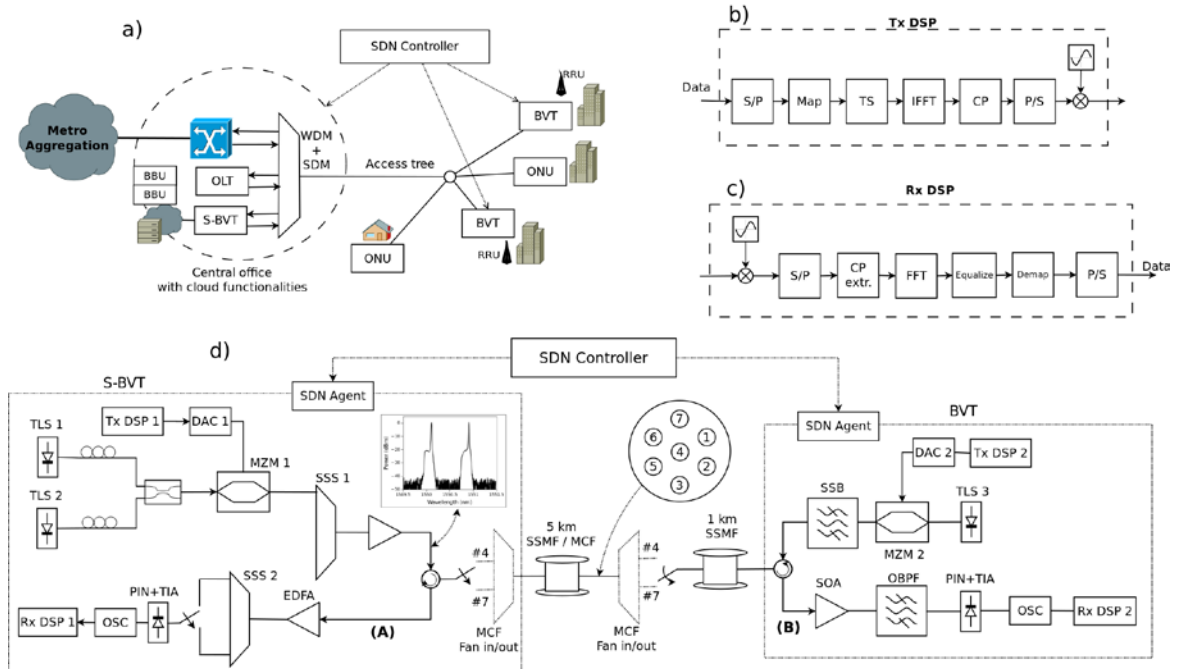 a)
SDN Controller
Metro
Aggregation
BBU
BBU
OLT
S-BVT
WDM
+
SDM
Access tree
RRU
BVT
ONU
BVT
RRU
ONU
Central office
with cloud functionalities
b)
Tx DSP
Data
S/P
Map
TS
IFFT
CP
P/S
c)
Rx DSP
S/P
CP
extr.
FFT
Equalize
Demap
P/S
Data
d)
SDN Controller
S-BVT
SDN Agent
TLS 1
Tx DSP 1
DAC 1
MZM 1
TLS 2
SSS 1
Wavelength (nm)
#4
#7
MCF
Fan in/out
5 km
SSMF / MCF
7
6
1
4
5
2
3
#4
#7
MCF
Fan in/out
1 km
SSMF
BVT
SDN Agent
DAC 2
Tx DSP 2
SSB
TLS 3
MZM 2
SOA
OBPF
PIN+TIA
OSC
Rx DSP 2
(B)
SSS 2
EDFA
PIN+TIA
Rx DSP 1
OSC
(A)